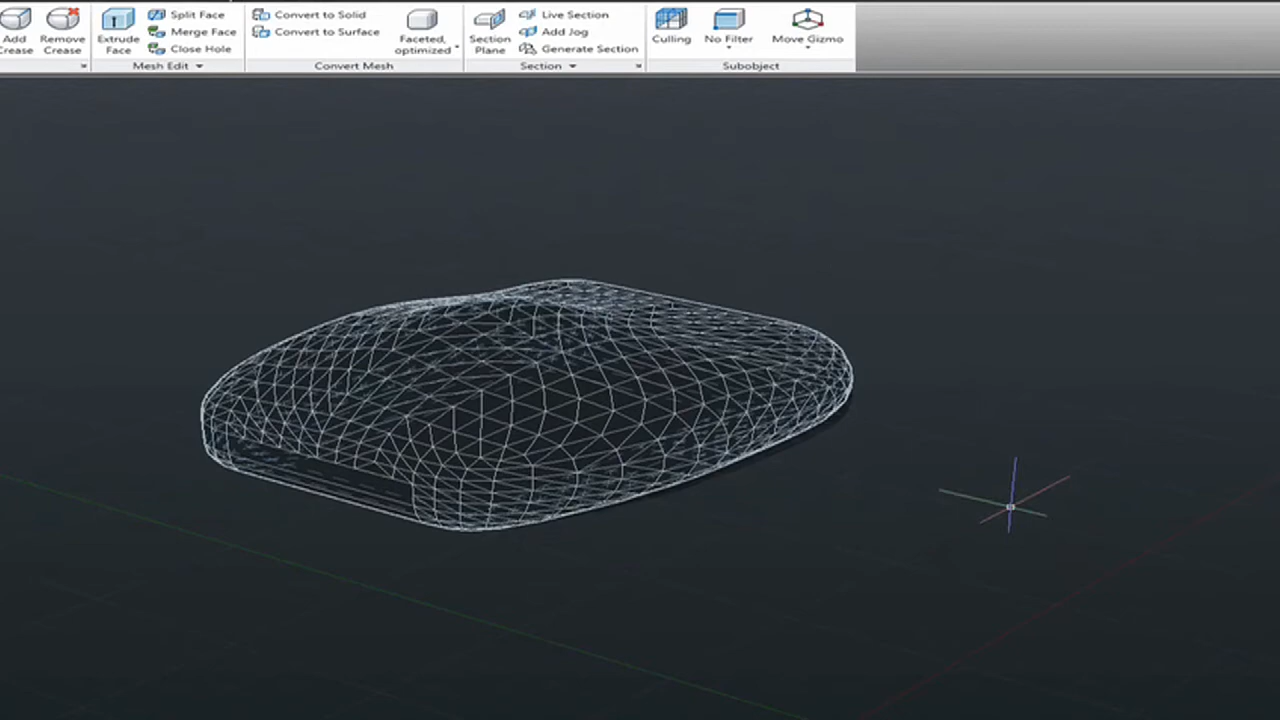 Add Crease
Remove Crease
Extrude Face
Split Face
Merge Face
Close Hole
Mesh Edit
Convert to Solid
Convert to Surface
Faceted, optimized
Convert Mesh
Section Plane
Live Section
Add Jog
Generate Section
Section
Culling
No Filter
Move Gizmo
Subobject